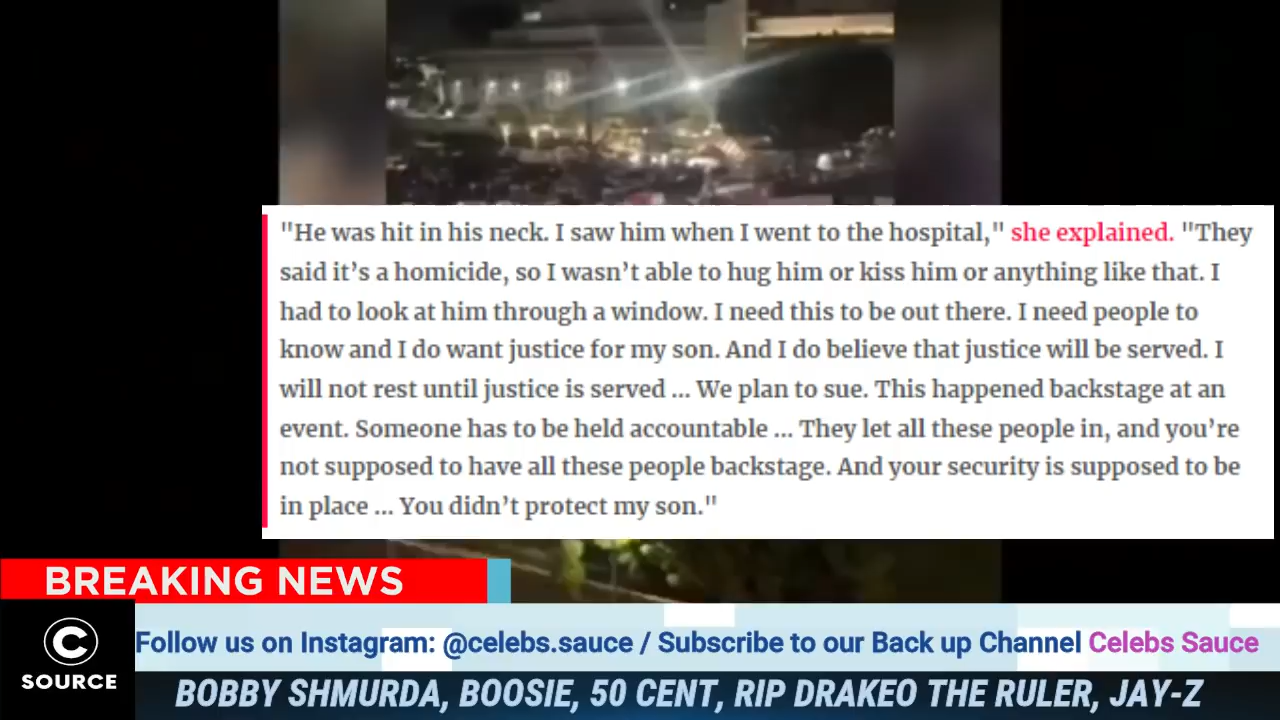 "He was hit in his neck. I saw him when I went to the hospital," she explained. "They
said it’s a homicide, so I wasn’t able to hug him or kiss him or anything like that. I
had to look at him through a window. I need this to be out there. I need people to
know and I do want justice for my son. And I do believe that justice will be served. I
will not rest until justice is served ... We plan to sue. This happened backstage at an
event. Someone has to be held accountable ... They let all these people in, and you’re
not supposed to have all these people backstage. And your security is supposed to be
in place ... You didn’t protect my son."
BREAKING NEWS
C
SOURCE
Follow us on Instagram: @celebs.sauce / Subscribe to our Back up Channel Celebs Sauce
BOBBY SHMURDA, BOOSIE, 50 CENT, RIP DRAKEO THE RULER, JAY-Z